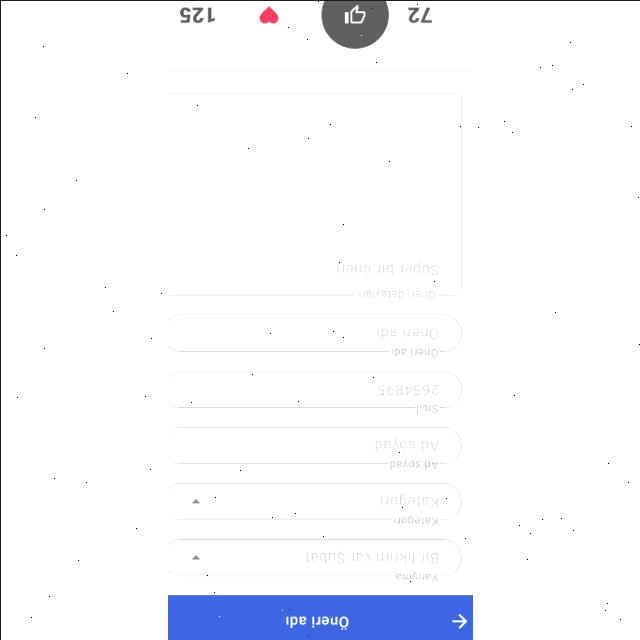 Öneri adı
Yarışma
Bir fikrim var Şubat
Kategori
Kategori
Ad soyad
Ad soyad
Sicil
2654895
Öneri adı
Öneri adı
Öneri detayları
Super bir öneri
72 125